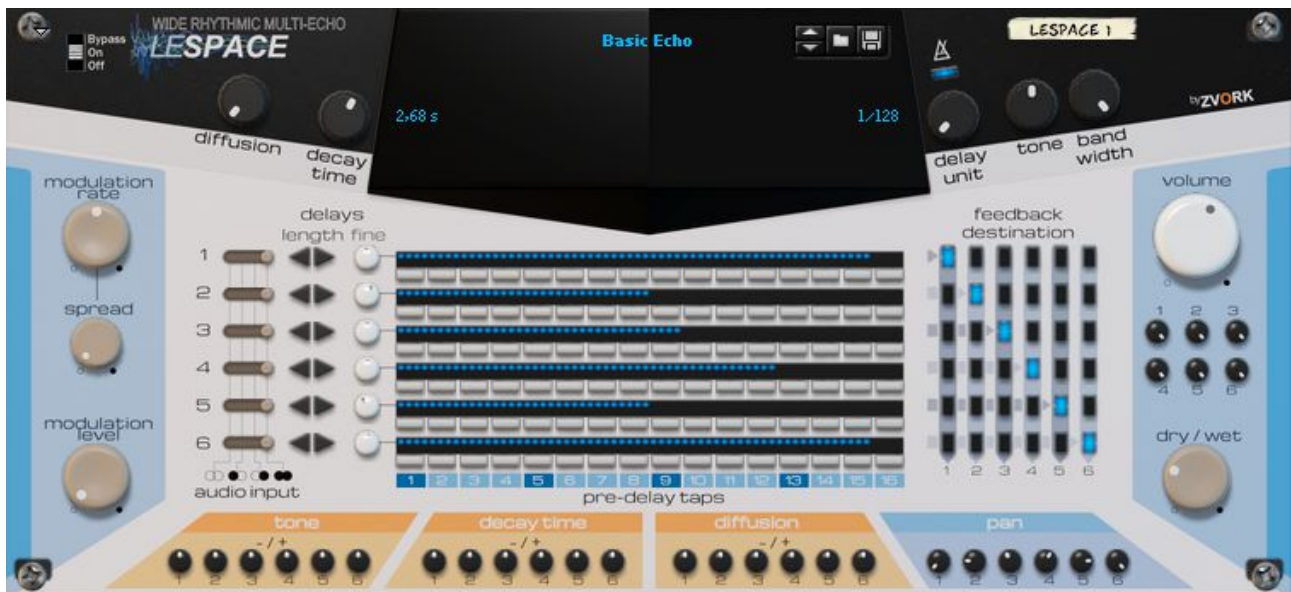 WIDE RHYTHMIC MULTI-ECHO
LESPACE
Bypass
On
Off
Basic Echo
LESPACE 1
by ZVORK
2,68 s
1/128
diffusion
decay
time
delay
unit
tone
band
width
modulation
rate
spread
modulation
level
delays
length fine
1
2
3
4
5
6
audio input
1 2 3 4 5 6 7 8 9 10 11 12 13 14 15 16
pre-delay taps
feedback
destination
1 2 3 4 5 6
volume
1 2 3
4 5 6
dry / wet
tone
- / +
1 2 3 4 5 6
decay time
- / +
1 2 3 4 5 6
diffusion
- / +
1 2 3 4 5 6
pan
1 2 3 4 5 6